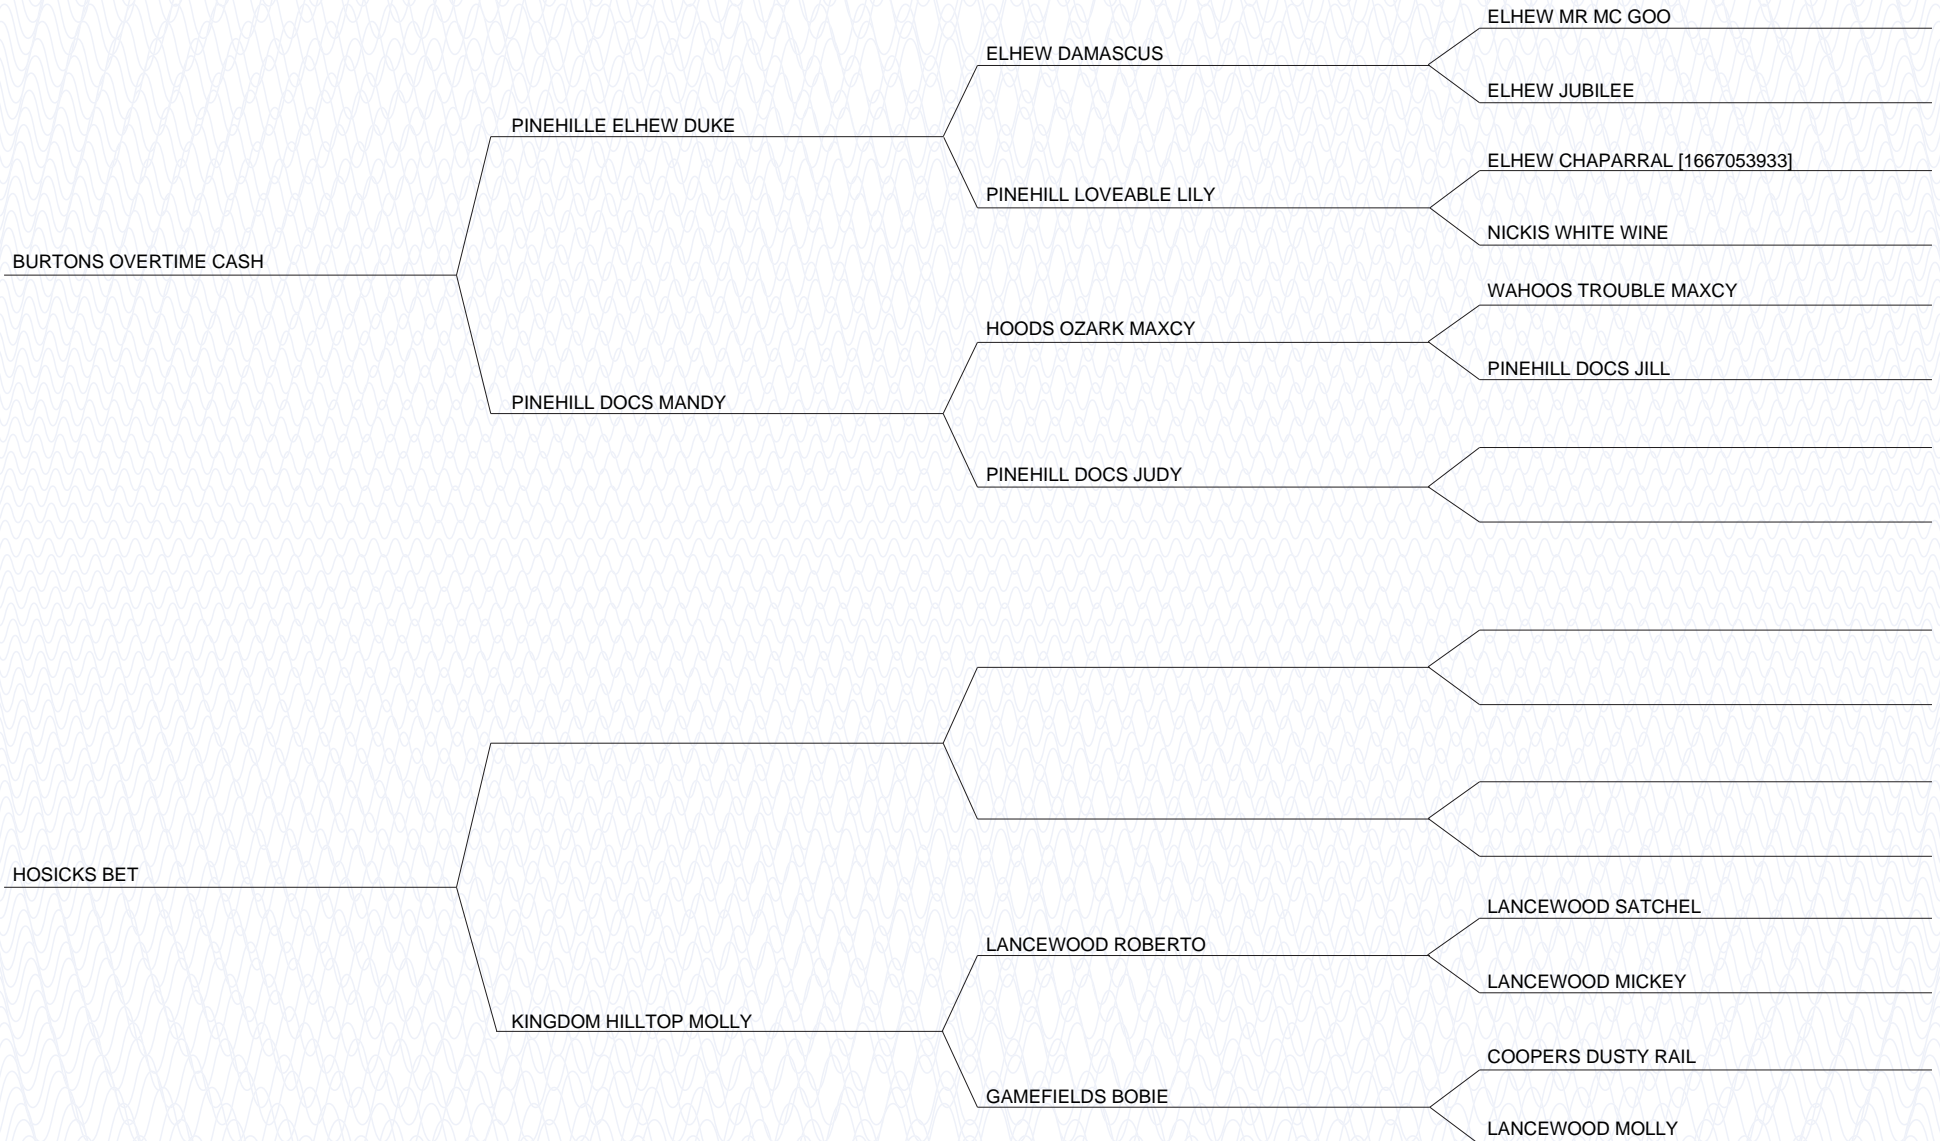 ELHEW MR MC GOO
ELHEW DAMASCUS
ELHEW JUBILEE
PINEHILLE ELHEW DUKE
ELHEW CHAPARRAL [1667053933]
PINEHILL LOVEABLE LILY
NICKIS WHITE WINE
BURTONS OVERTIME CASH
WAHOOS TROUBLE MAXCY
HOODS OZARK MAXCY
PINEHILL DOCS JILL
PINEHILL DOCS MANDY
PINEHILL DOCS JUDY
HOSICKS BET
LANCEWOOD SATCHEL
LANCEWOOD ROBERTO
LANCEWOOD MICKEY
KINGDOM HILLTOP MOLLY
COOPERS DUSTY RAIL
GAMEFIELDS BOBIE
LANCEWOOD MOLLY